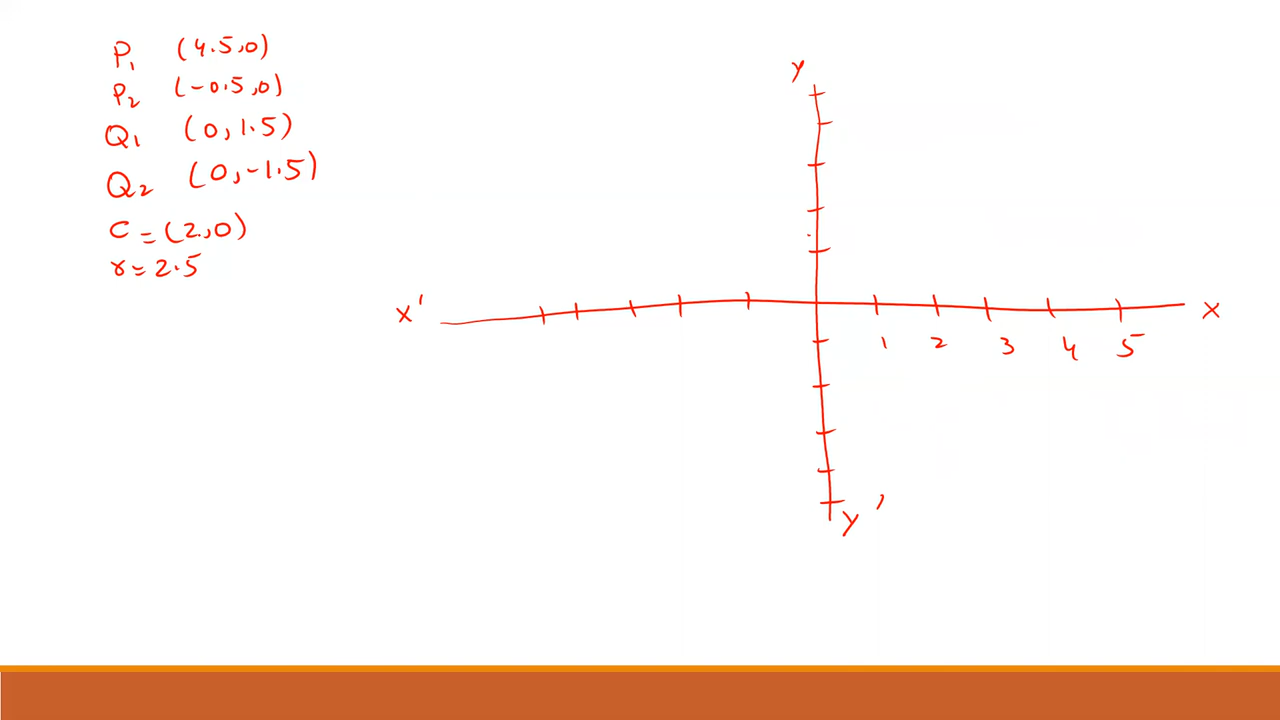 P₁ (4.5,0)
P₂ (-0.5,0)
Q₁ (0,1.5)
Q₂ (0,-1.5)
C = (2,0)
r = 2.5
y
x' x
1 2 3 4 5
y'